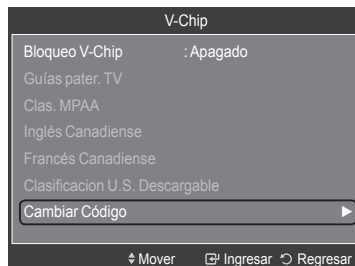 V-Chip
Bloqueo V-Chip : Apagado
Guías pater. TV
Clas. MPAA
Inglés Canadiense
Francés Canadiense
Clasificacion U.S. Descargable
Cambiar Código
Mover Ingresar Regresar